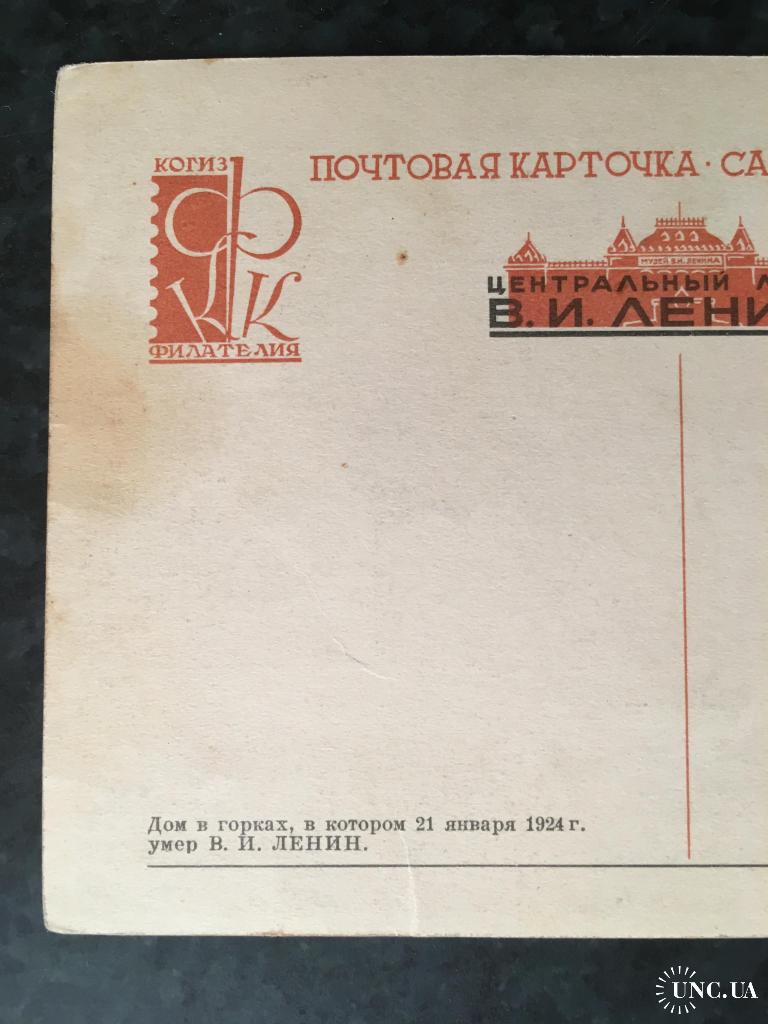 КОГИЗ
ФКК
ФИЛАТЕЛИЯ
ПОЧТОВАЯ КАРТОЧКА · СА
МУЗЕЙ В.И. ЛЕНИНА
ЦЕНТРАЛЬНЫЙ
В. И. ЛЕНИ
Дом в горках, в котором 21 января 1924 г.
умер В. И. ЛЕНИН.
UNC.UA